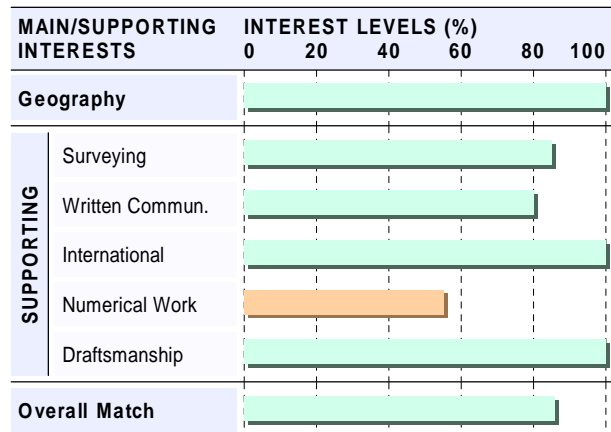 MAIN/SUPPORTING INTERESTS
INTEREST LEVELS (%)
0 20 40 60 80 100
Geography
SUPPORTING
Surveying
Written Commun.
International
Numerical Work
Draftsmanship
Overall Match